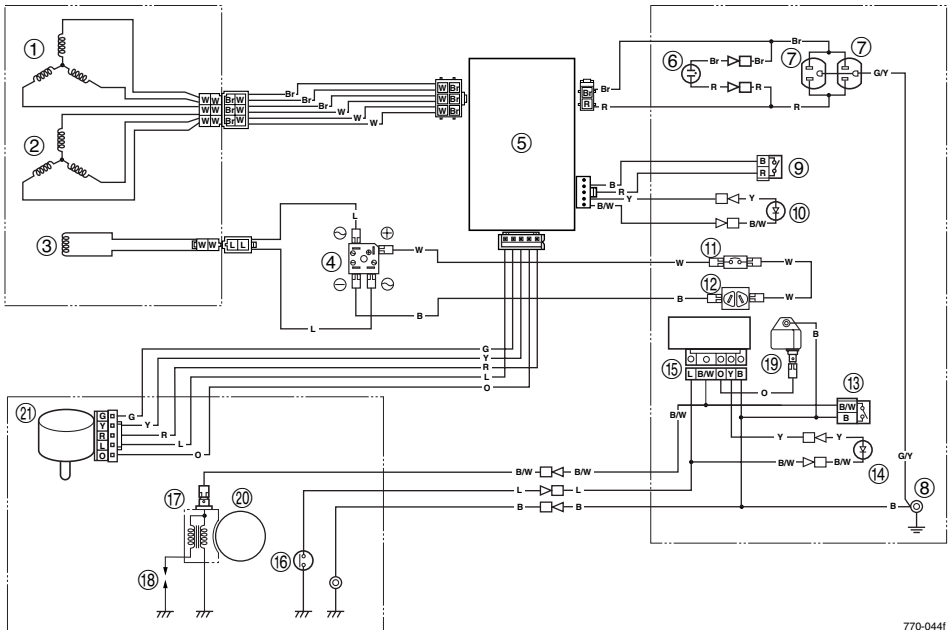 ①
②
③
④
⑤
⑥
⑦ ⑦
⑧
⑨
⑩
⑪
⑫
⑬
⑭
⑮
⑯
⑰
⑱
⑲
⑳
㉑
W W Br W
W W Br W
W W Br W
Br
Br
Br
W
W
W
W Br
W Br
W Br
Br
R
Br
R
Br
Br Br
R R
R
G/Y
B
R
Y
B/W
B
R
Y
B/W
W W L L
L
L
W
B
W
W
B
W
B
L B/W O Y B
O
B/W
B/W
B
Y Y
B/W B/W
G/Y
B
G
Y
R
L
O
G
Y
R
L
O
G
Y
R
L
O
B/W B/W
L L
B B
770-044f